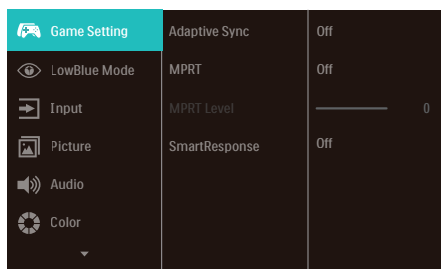 Game Setting Adaptive Sync Off
LowBlue Mode MPRT Off
Input MPRT Level 0
Picture SmartResponse Off
Audio
Color